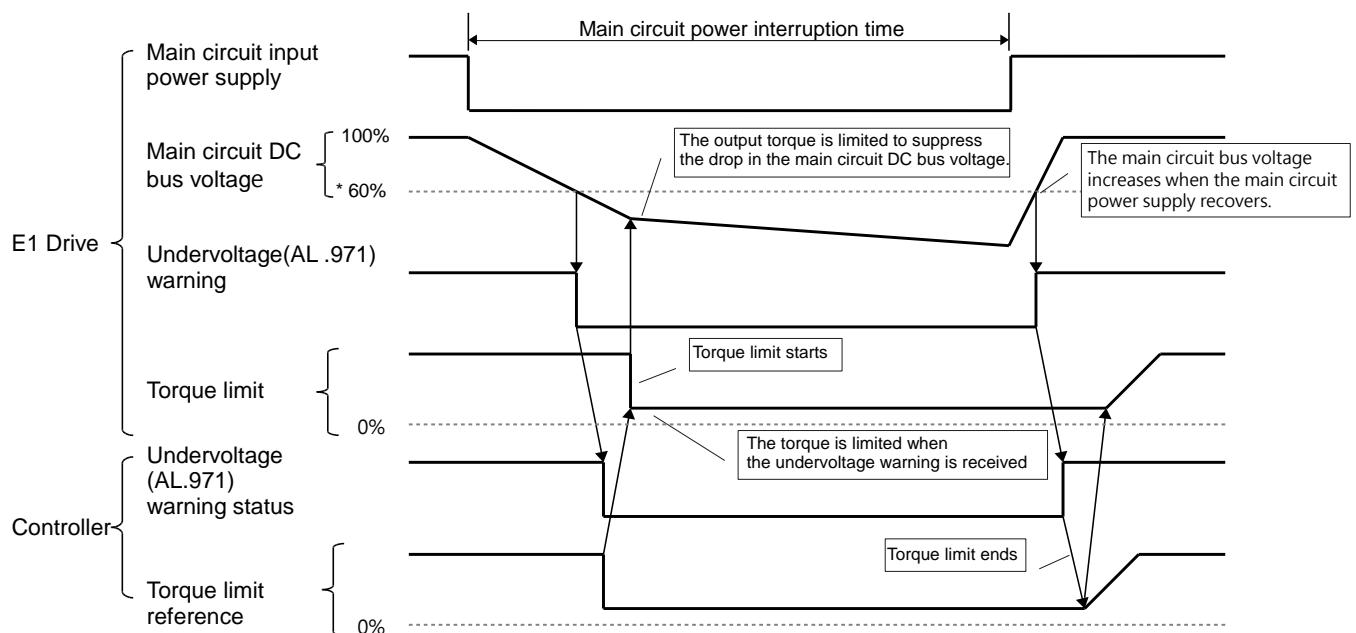 Main circuit power interruption time
Main circuit input
power supply
100%
Main circuit DC
bus voltage
* 60%
The output torque is limited to suppress
the drop in the main circuit DC bus voltage.
The main circuit bus voltage
increases when the main circuit
power supply recovers.
E1 Drive
Undervoltage(AL .971)
warning
Torque limit starts
Torque limit
0%
The torque is limited when
the undervoltage warning is received
Undervoltage
(AL.971)
warning status
Controller
Torque limit ends
Torque limit
reference
0%